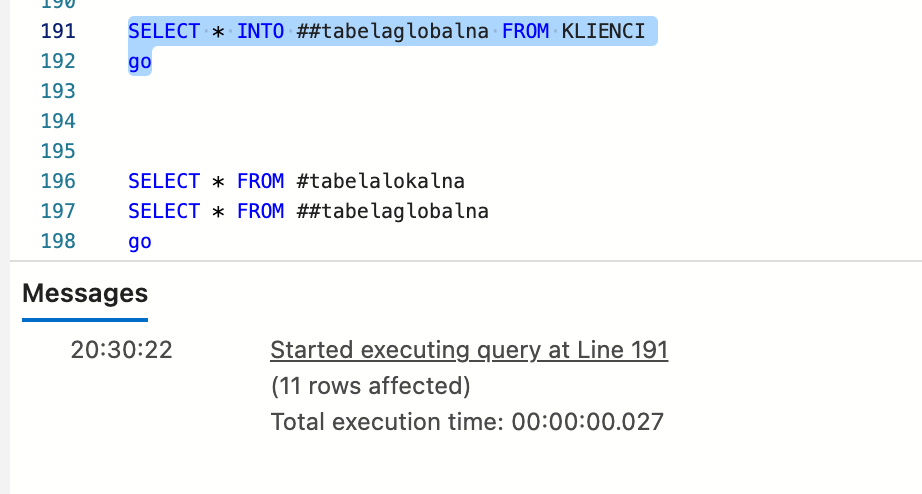 190
191 SELECT * INTO ##tabelaglobalna FROM KLIENCI
192 go
193
194
195
196 SELECT * FROM #tabelalokalna
197 SELECT * FROM ##tabelaglobalna
198 go
Messages
20:30:22 Started executing query at Line 191
(11 rows affected)
Total execution time: 00:00:00.027